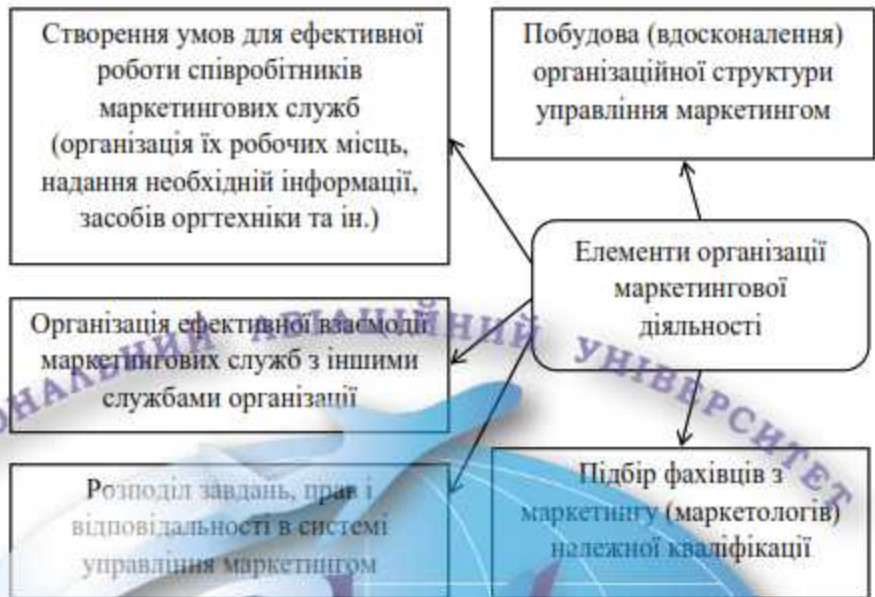 Створення умов для ефективної
роботи співробітників
маркетингових служб
(організація їх робочих місць,
надання необхідній інформації,
засобів оргтехніки та ін.)
Побудова (вдосконалення)
організаційної структури
управління маркетингом
Елементи організації
маркетингової
діяльності
Організація ефективної взаємодії
маркетингових служб з іншими
службами організації
Розподіл завдань, прав і
відповідальності в системі
управління маркетингом
Підбір фахівців з
маркетингу (маркетологів)
належної кваліфікації
ОНАЛЬНИЙ АВІАЦІЙНИЙ УНІВЕРСИТЕТ